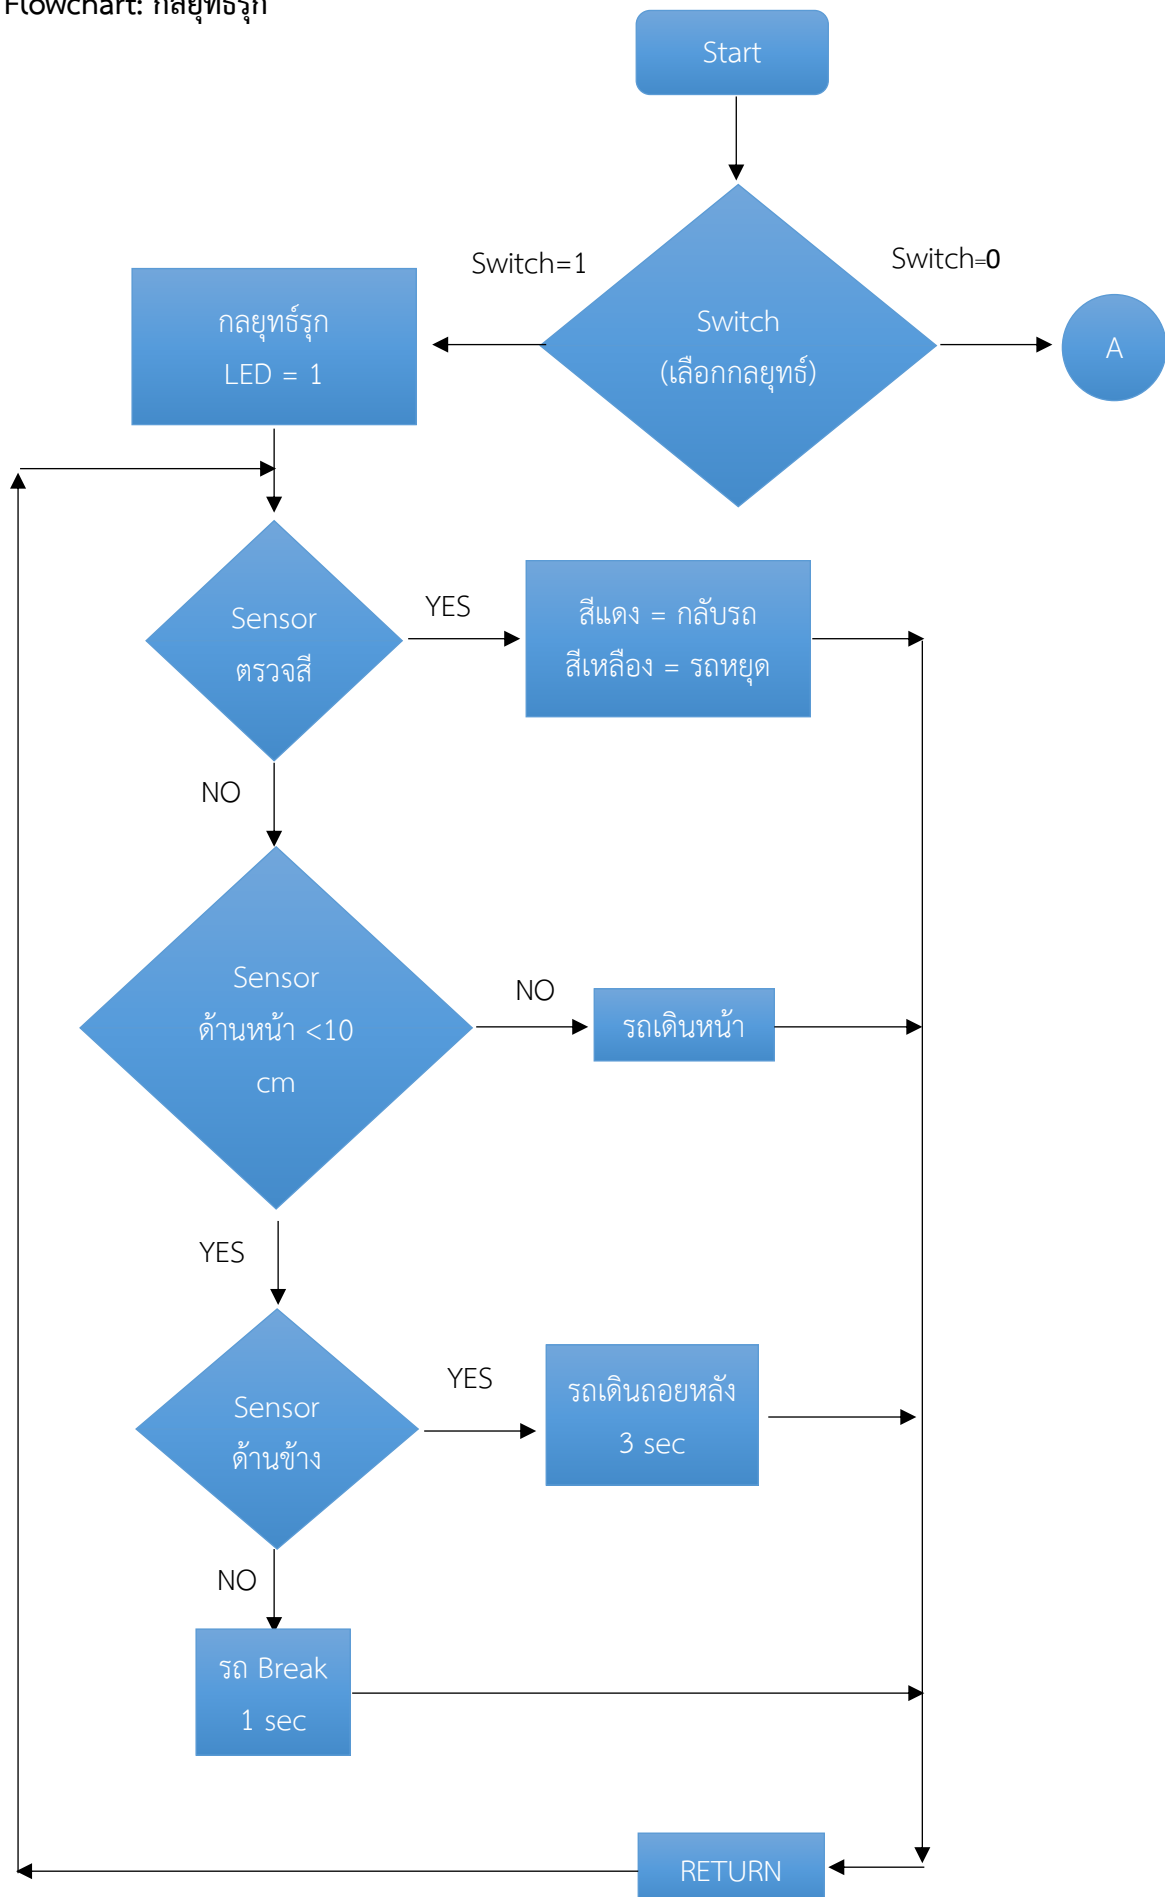 Flowchart: กลยุทธ์รุก
Start
Switch=1
Switch=0
Switch
(เลือกกลยุทธ์)
A
กลยุทธ์รุก
LED = 1
Sensor
ตรวจสี
YES
สีแดง = กลับรถ
สีเหลือง = รถหยุด
NO
Sensor
ด้านหน้า <10
cm
NO
รถเดินหน้า
YES
Sensor
ด้านข้าง
YES
รถเดินถอยหลัง
3 sec
NO
รถ Break
1 sec
RETURN